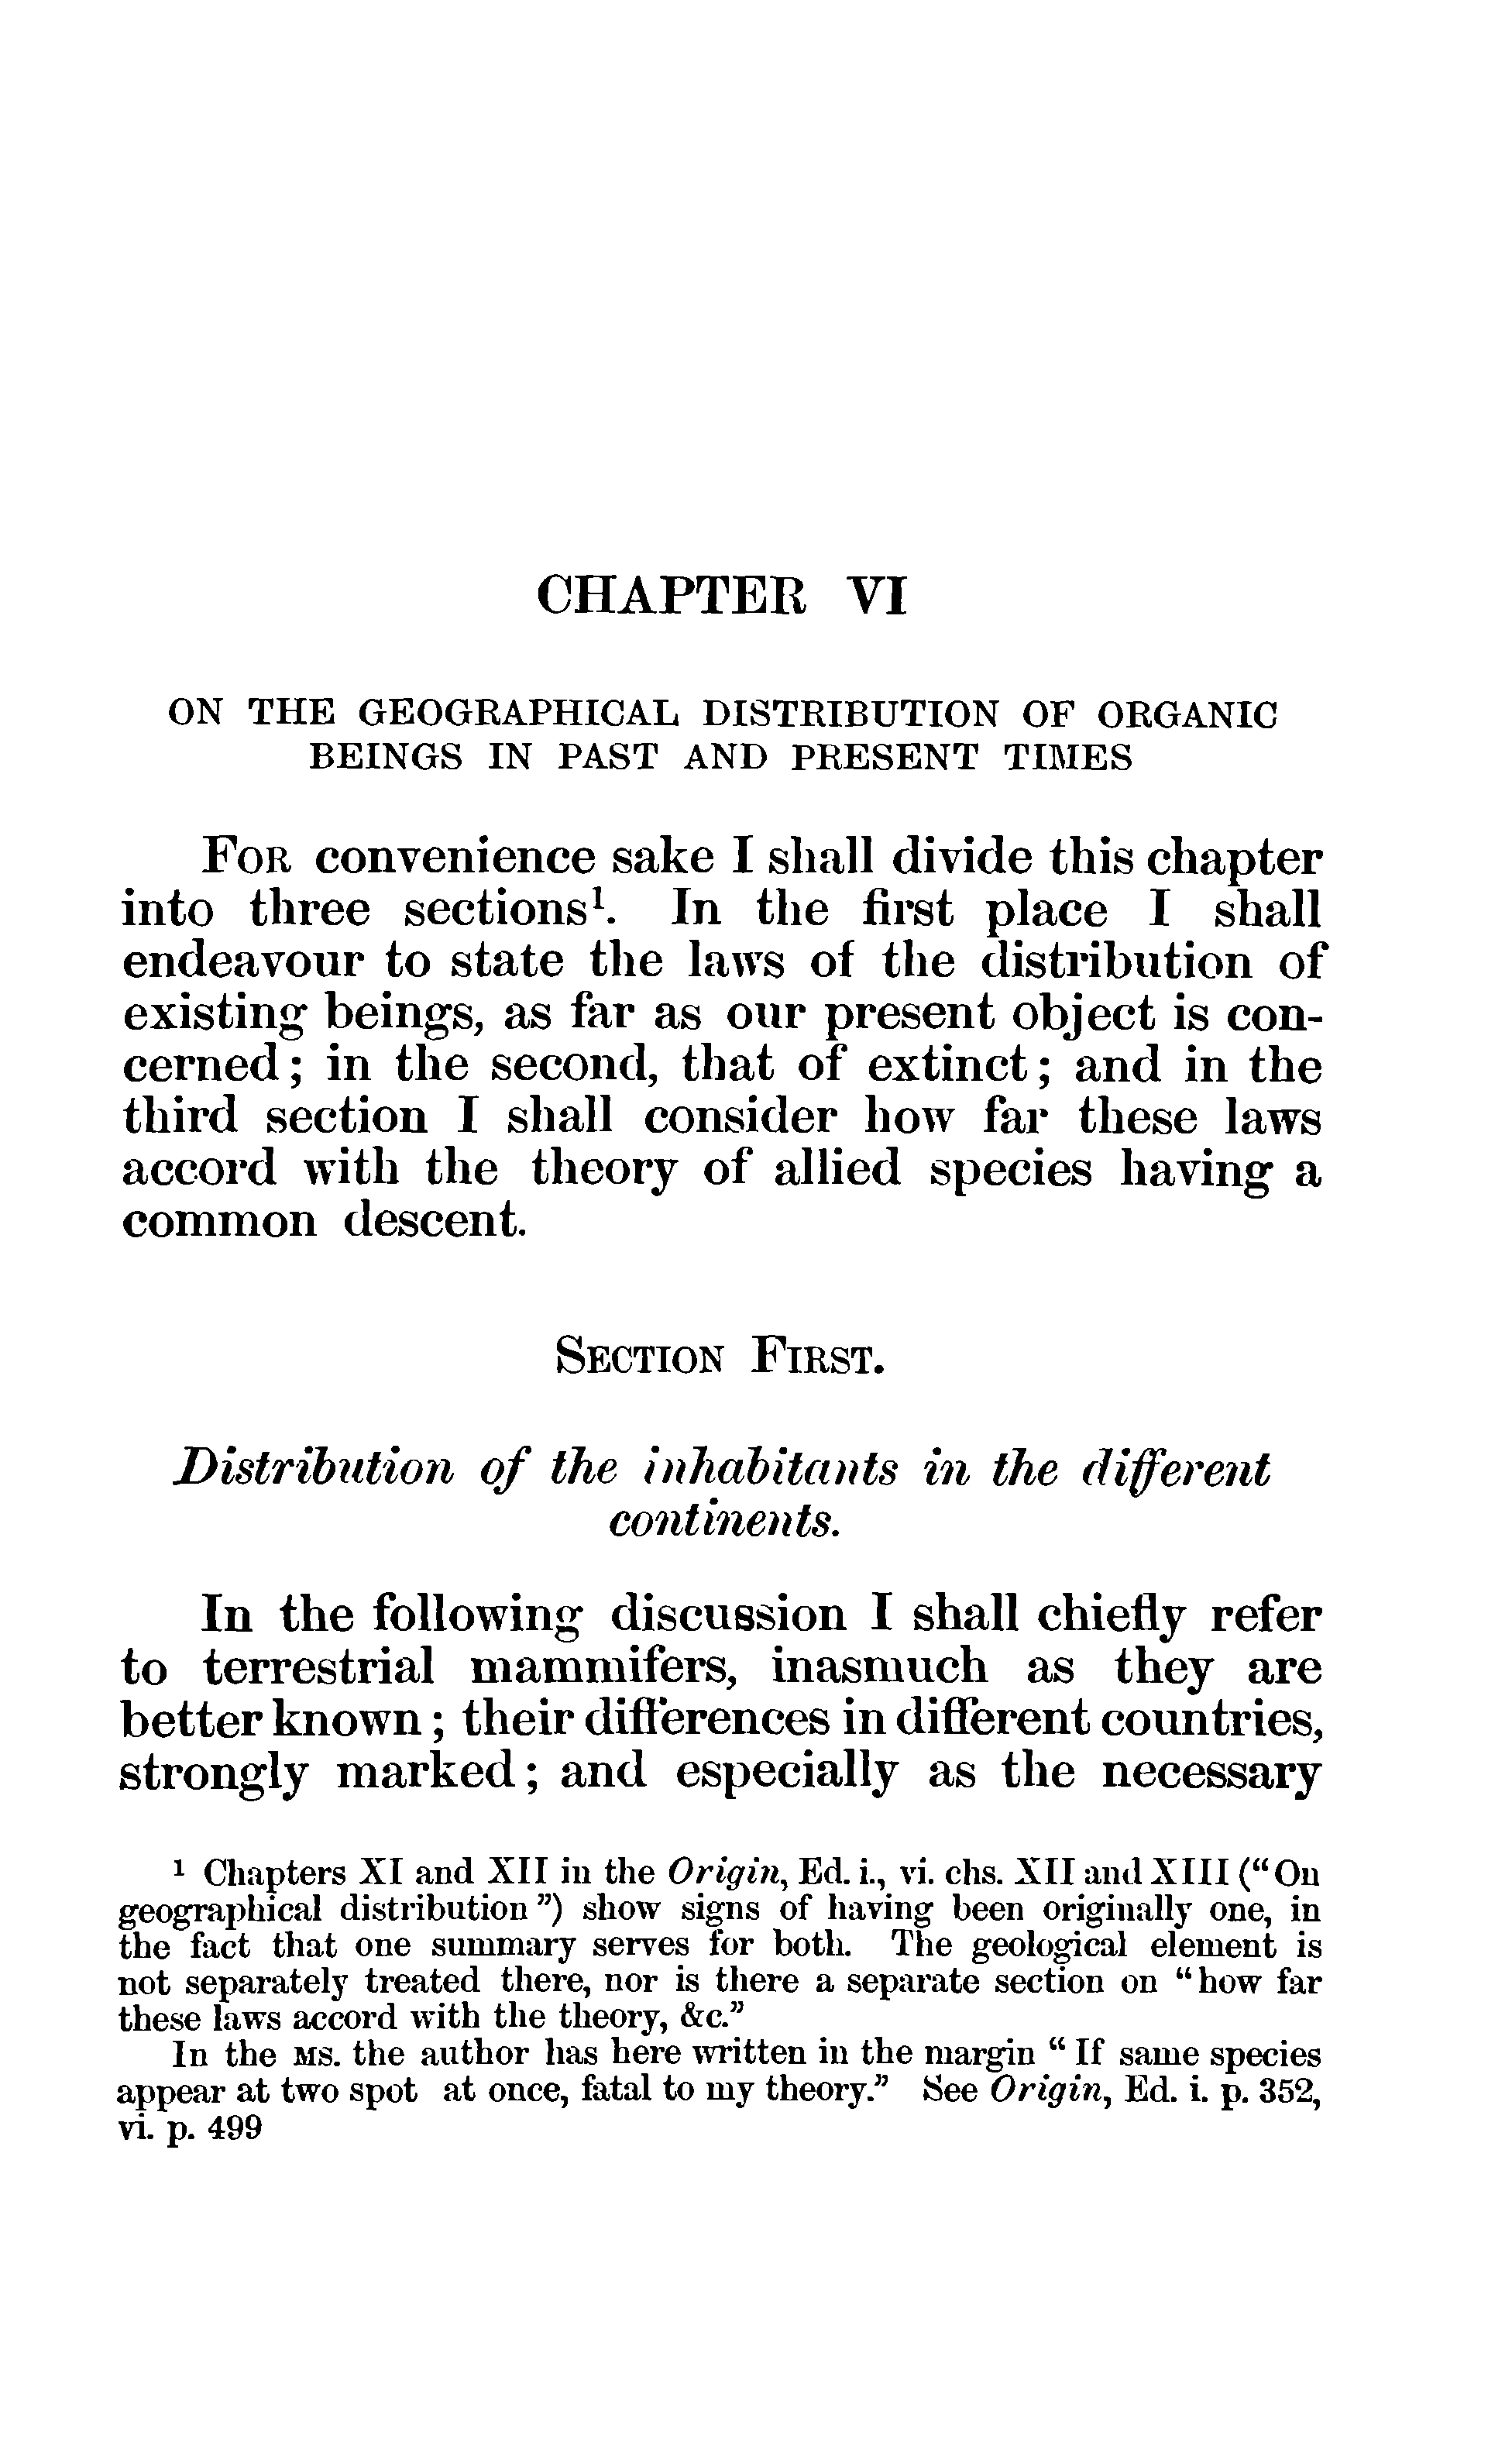 CHAPTER VI
ON THE GEOGRAPHICAL DISTRIBUTION OF ORGANIC
BEINGS IN PAST AND PRESENT TIMES
FOR convenience sake I shall divide this chapter
into three sections¹. In the first place I shall
endeavour to state the laws of the distribution of
existing beings, as far as our present object is con-
cerned; in the second, that of extinct; and in the
third section I shall consider how far these laws
accord with the theory of allied species having a
common descent.
SECTION FIRST.
Distribution of the inhabitants in the different
continents.
In the following discussion I shall chiefly refer
to terrestrial mammifers, inasmuch as they are
better known; their differences in different countries,
strongly marked; and especially as the necessary
¹ Chapters XI and XII in the Origin, Ed. i., vi. chs. XII and XIII ("On
geographical distribution") show signs of having been originally one, in
the fact that one summary serves for both. The geological element is
not separately treated there, nor is there a separate section on "how far
these laws accord with the theory, &c."
In the MS. the author has here written in the margin "If same species
appear at two spot at once, fatal to my theory." See Origin, Ed. i. p. 352,
vi. p. 499